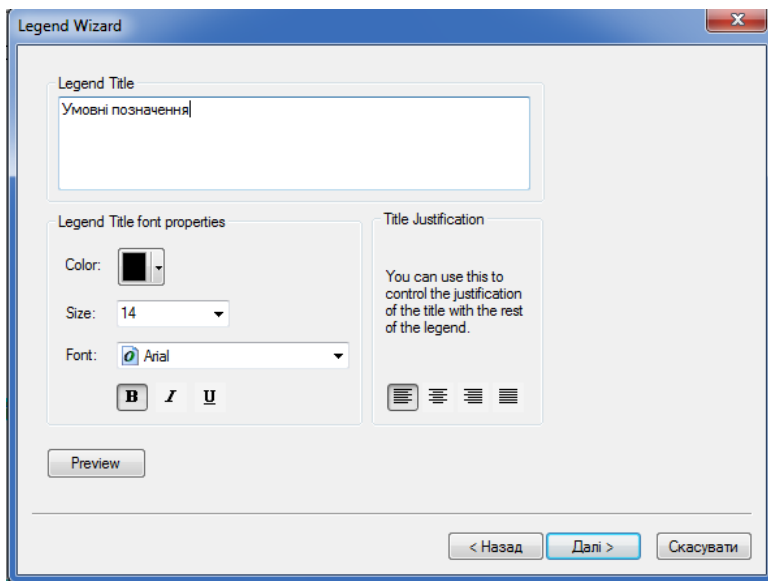 Legend Wizard
Legend Title
Умовні позначення
Legend Title font properties
Color:
Size: 14
Font: Arial
B I U
Title Justification
You can use this to
control the justification
of the title with the rest
of the legend.
Preview
< Назад Далі > Скасувати